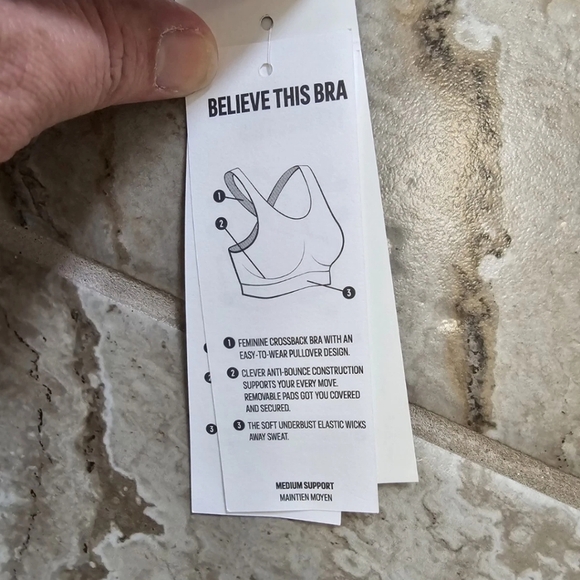 BELIEVE THIS BRA
1
2
3
1 FEMININE CROSSBACK BRA WITH AN
EASY-TO-WEAR PULLOVER DESIGN.
2 CLEVER ANTI-BOUNCE CONSTRUCTION
SUPPORTS YOUR EVERY MOVE.
REMOVABLE PADS GOT YOU COVERED
AND SECURED.
3 3 THE SOFT UNDERBUST ELASTIC WICKS
AWAY SWEAT.
MEDIUM SUPPORT
MAINTIEN MOYEN